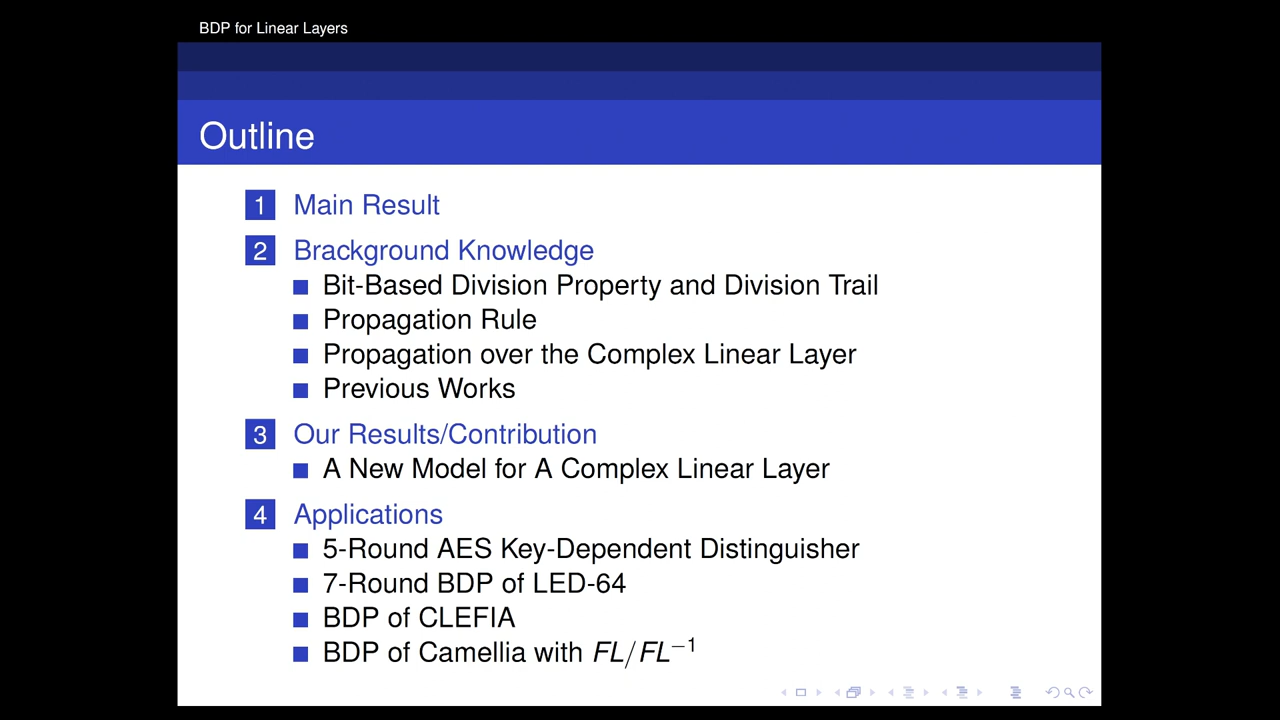 BDP for Linear Layers
Outline
1 Main Result
2 Brackground Knowledge
Bit-Based Division Property and Division Trail
Propagation Rule
Propagation over the Complex Linear Layer
Previous Works
3 Our Results/Contribution
A New Model for A Complex Linear Layer
4 Applications
5-Round AES Key-Dependent Distinguisher
7-Round BDP of LED-64
BDP of CLEFIA
BDP of Camellia with FL/FL⁻¹